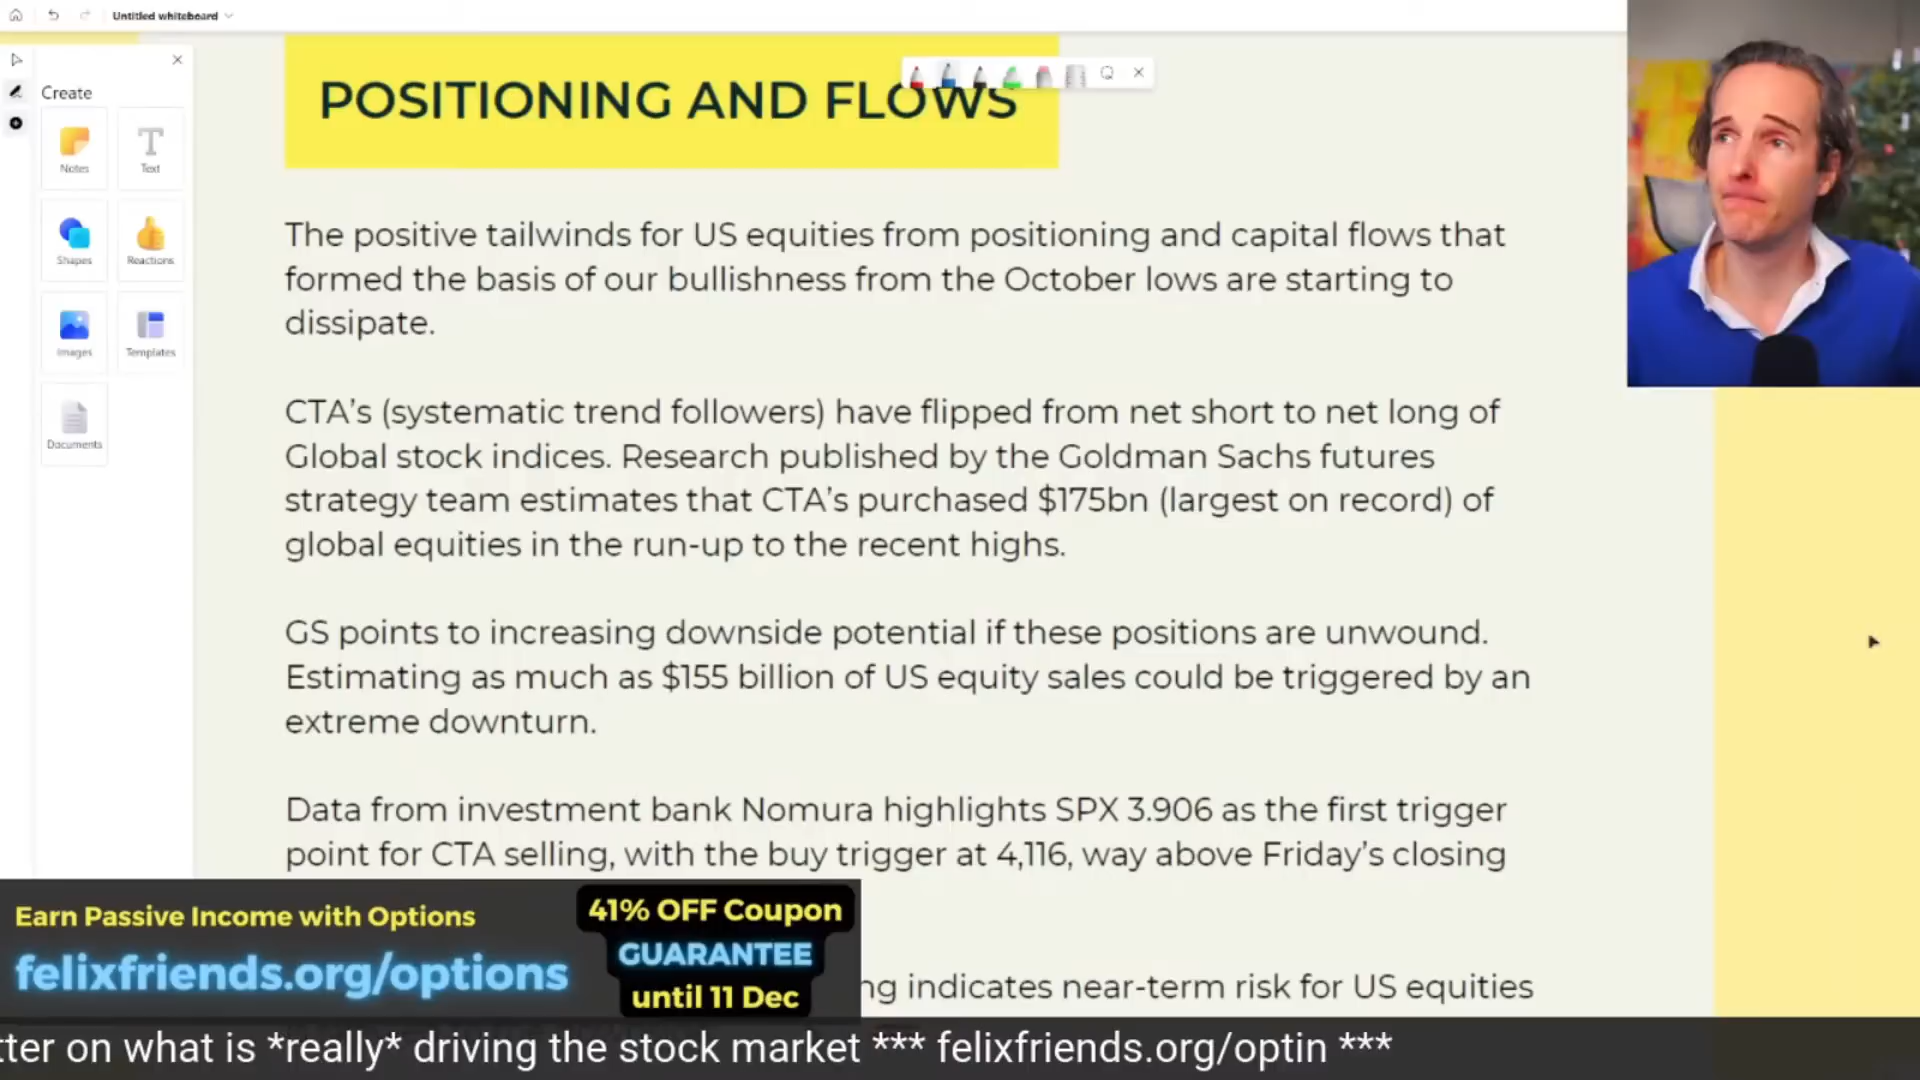 Untitled whiteboard
Create
Notes
Text
Shapes
Reactions
Images
Templates
Documents
POSITIONING AND FLOWS
The positive tailwinds for US equities from positioning and capital flows that
formed the basis of our bullishness from the October lows are starting to
dissipate.
CTA’s (systematic trend followers) have flipped from net short to net long of
Global stock indices. Research published by the Goldman Sachs futures
strategy team estimates that CTA’s purchased $175bn (largest on record) of
global equities in the run-up to the recent highs.
GS points to increasing downside potential if these positions are unwound.
Estimating as much as $155 billion of US equity sales could be triggered by an
extreme downturn.
Data from investment bank Nomura highlights SPX 3.906 as the first trigger
point for CTA selling, with the buy trigger at 4,116, way above Friday’s closing
ng indicates near-term risk for US equities
Earn Passive Income with Options
felixfriends.org/options
41% OFF Coupon
GUARANTEE
until 11 Dec
tter on what is *really* driving the stock market *** felixfriends.org/optin ***